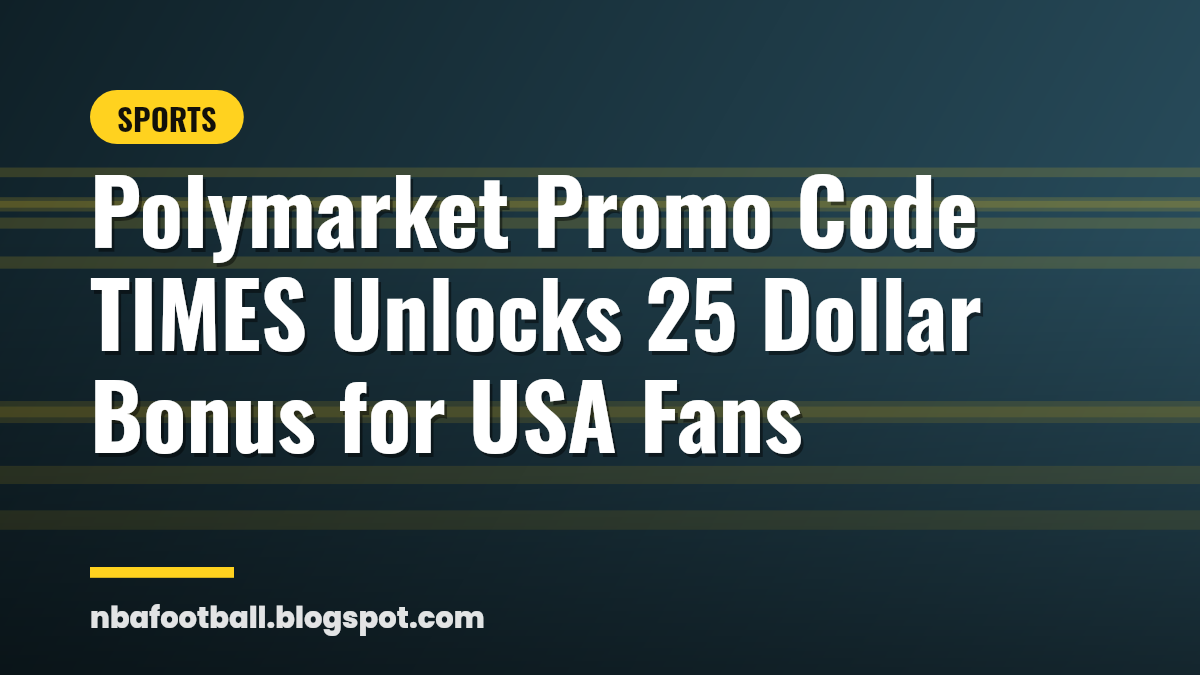 SPORTS
Polymarket Promo Code
TIMES Unlocks 25 Dollar
Bonus for USA Fans
nbafootball.blogspot.com